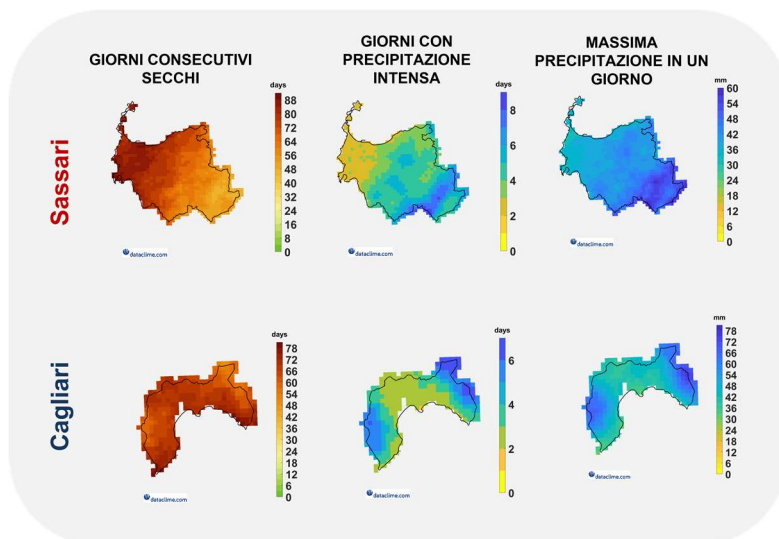 GIORNI CONSECUTIVI
SECCHI
GIORNI CON
PRECIPITAZIONE
INTENSA
MASSIMA
PRECIPITAZIONE IN UN
GIORNO
Sassari
days
88
80
72
64
56
48
40
32
24
16
8
0
dataclime.com
days
8
6
4
2
0
dataclime.com
mm
60
54
48
42
36
30
24
18
12
6
0
dataclime.com
Cagliari
days
78
72
66
60
54
48
42
36
30
24
18
12
6
0
dataclime.com
days
6
4
2
0
dataclime.com
mm
78
72
66
60
54
48
42
36
30
24
18
12
6
0
dataclime.com